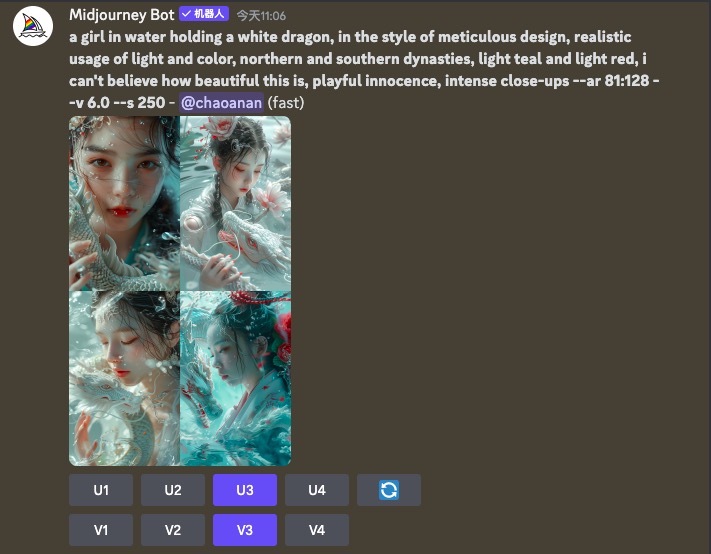 Midjourney Bot ✓ 机器人 今天11:06
a girl in water holding a white dragon, in the style of meticulous design, realistic
usage of light and color, northern and southern dynasties, light teal and light red, i
can't believe how beautiful this is, playful innocence, intense close-ups --ar 81:128 -
-v 6.0 --s 250 - @chaoanan (fast)
U1 U2 U3 U4
V1 V2 V3 V4